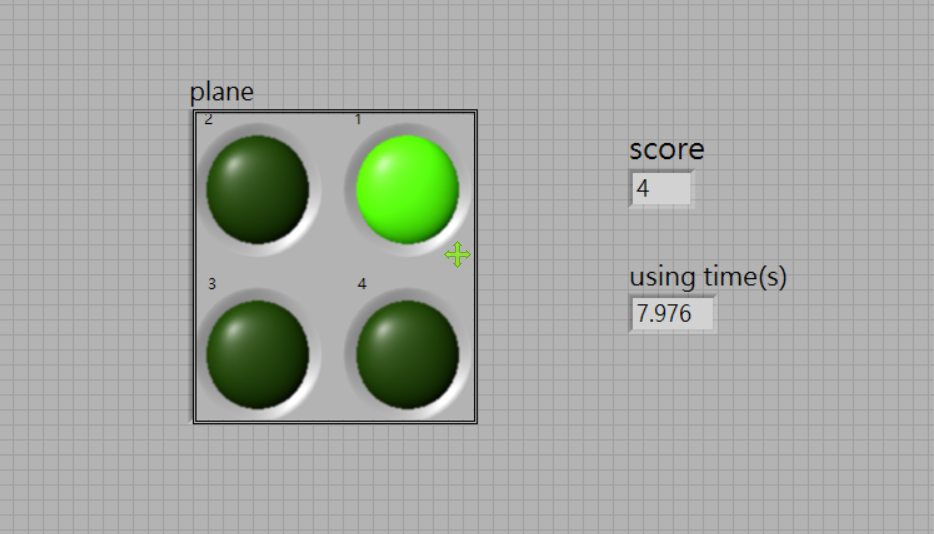 plane
2 1
score
4
using time(s)
3 4
7.976